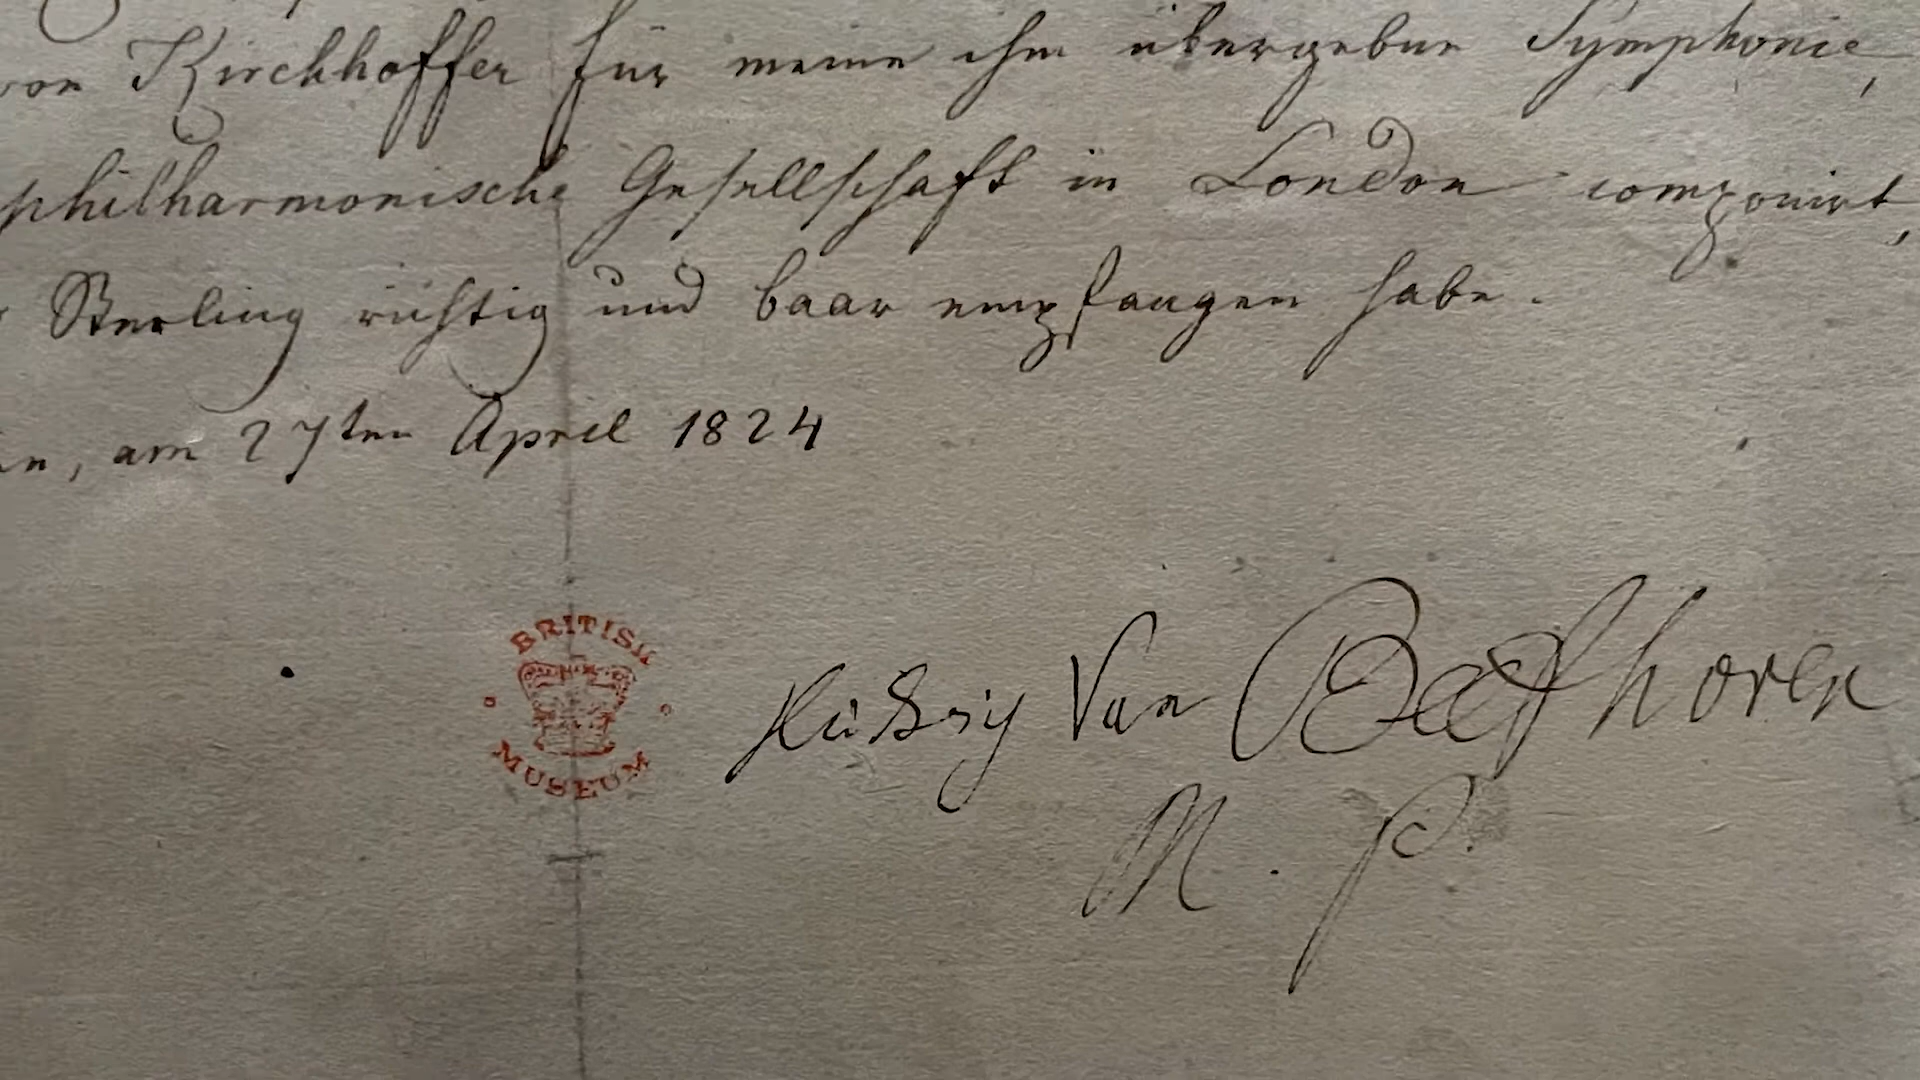 von Kirchhoffer für meine ihm übergebne Symphonie,
philharmonische Gesellschaft in London componirt,
Sterling richtig und baar empfangen habe.
am 27ten April 1824
BRITISH
MUSEUM
Ludwig Van Beethoven
M. P.